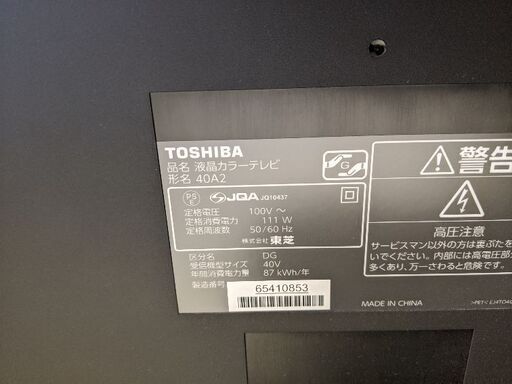 TOSHIBA
品名 液晶カラーテレビ
形名 40A2
G
PS
E
JQA JQ10437
定格電圧 100V ～
定格消費電力 111 W
定格周波数 50/60 Hz
株式会社 東芝
区分名 DG
受信機型サイズ 40V
年間消費電力量 87 kWh/年
製造番号
65410853
警告
高圧注意
サービスマン以外の方は裏ぶたを
いでください。内部には高電圧部分
多くあり、万一さわると危険です。
MADE IN CHINA